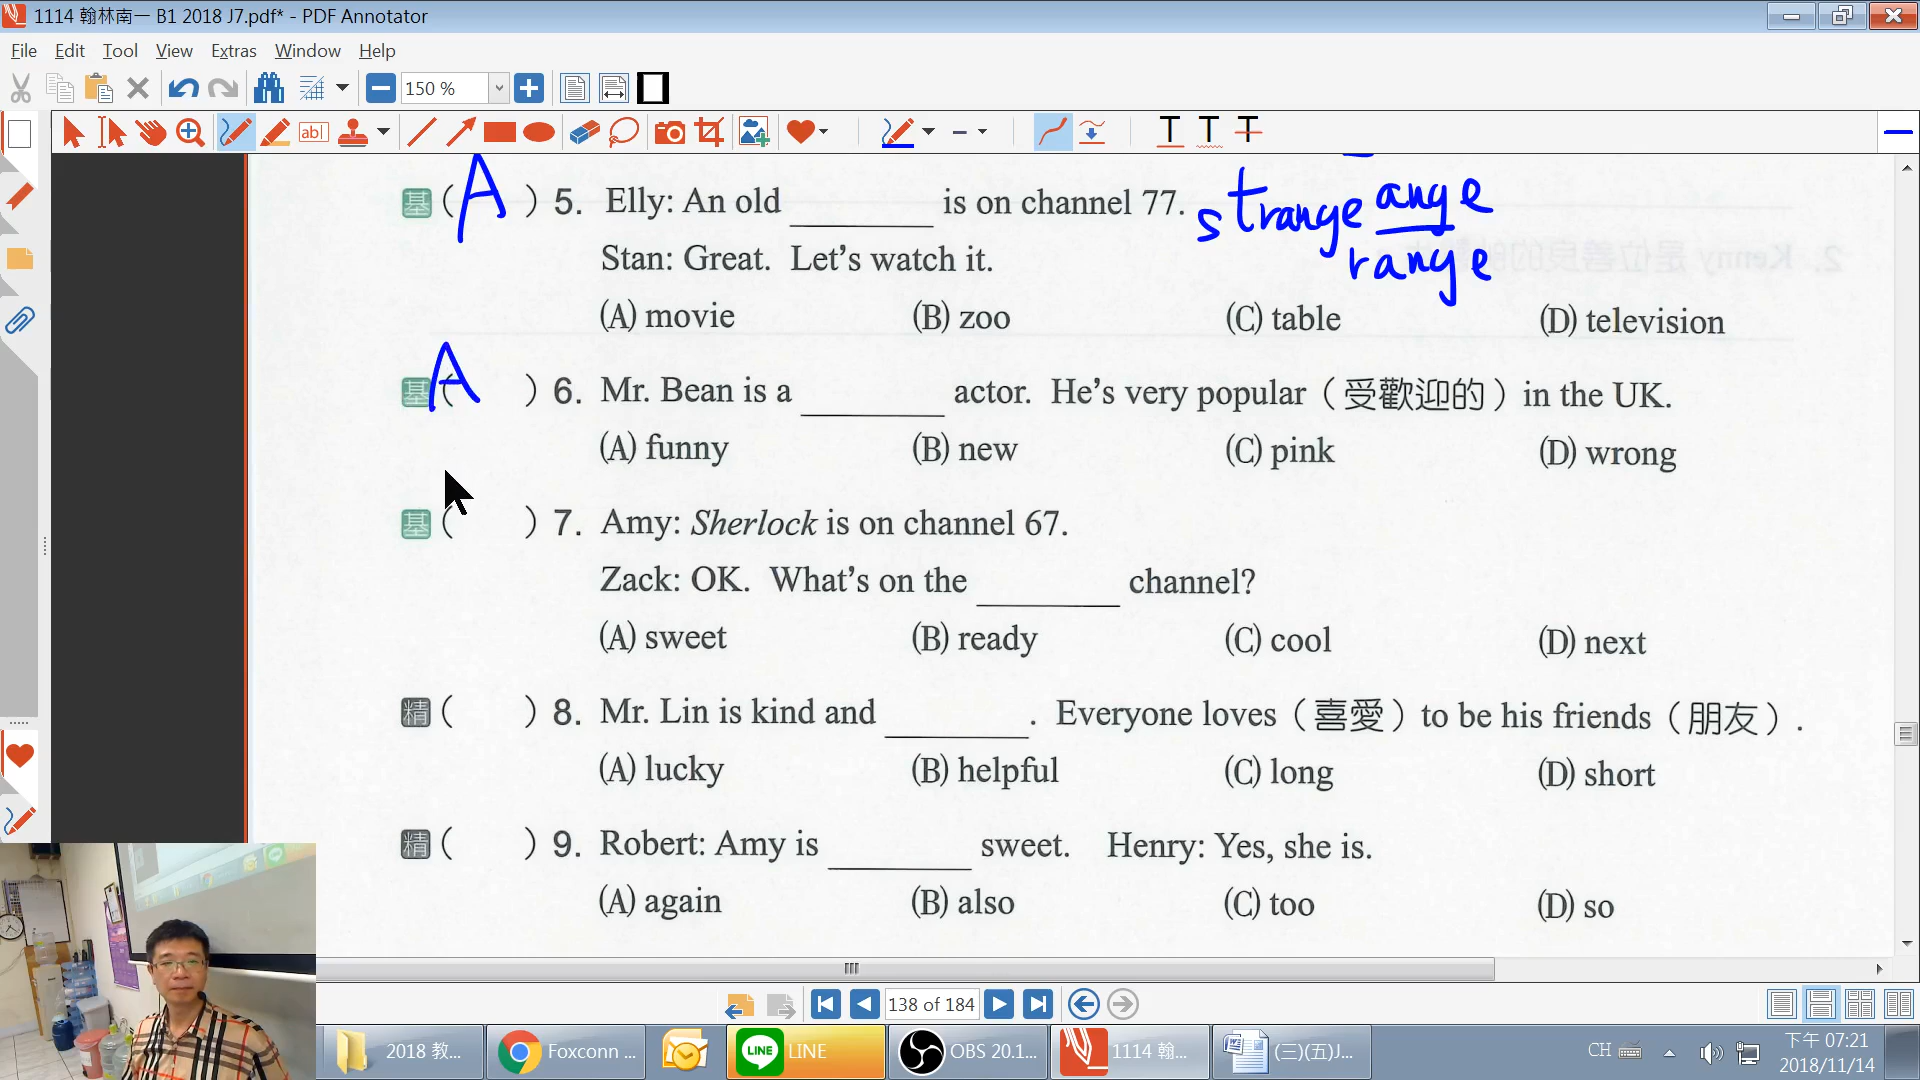 1114 翰林南一 B1 2018 J7.pdf* - PDF Annotator
File Edit Tool View Extras Window Help
150 %
基 ( A ) 5. Elly: An old ________ is on channel 77. strange ange
range
Stan: Great. Let's watch it.
(A) movie (B) zoo (C) table (D) television
基 ( A ) 6. Mr. Bean is a ________ actor. He's very popular（受歡迎的）in the UK.
(A) funny (B) new (C) pink (D) wrong
基 ( ) 7. Amy: Sherlock is on channel 67.
Zack: OK. What's on the ________ channel?
(A) sweet (B) ready (C) cool (D) next
精 ( ) 8. Mr. Lin is kind and ________. Everyone loves（喜愛）to be his friends（朋友）.
(A) lucky (B) helpful (C) long (D) short
精 ( ) 9. Robert: Amy is ________ sweet. Henry: Yes, she is.
(A) again (B) also (C) too (D) so
138 of 184
2018 教... Foxconn ... LINE OBS 20.1... 1114 翰... (三)(五)J... CH 下午 07:21
2018/11/14